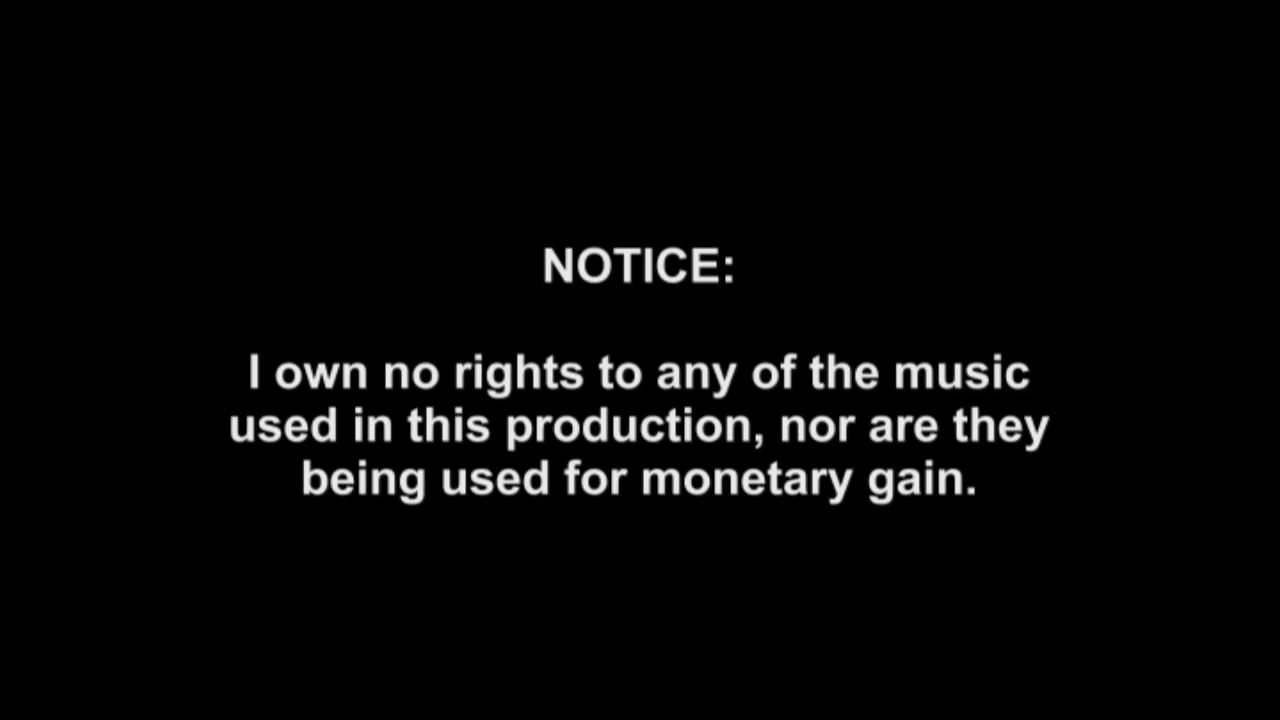 NOTICE:
I own no rights to any of the music
used in this production, nor are they
being used for monetary gain.